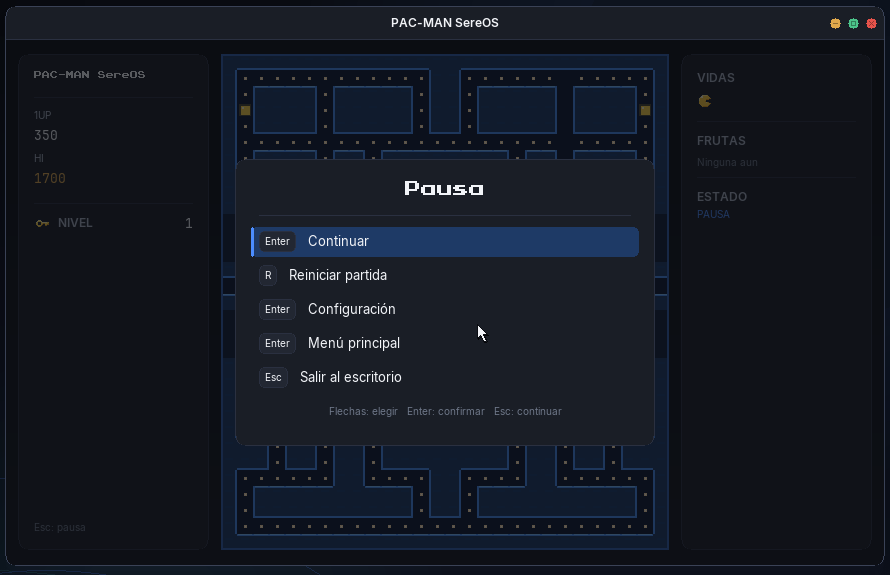 PAC-MAN SereOS
PAC-MAN SereOS
1UP
350
HI
1700
NIVEL 1
Esc: pausa
Pausa
Enter Continuar
R Reiniciar partida
Enter Configuración
Enter Menú principal
Esc Salir al escritorio
Flechas: elegir Enter: confirmar Esc: continuar
VIDAS
FRUTAS
Ninguna aun
ESTADO
PAUSA